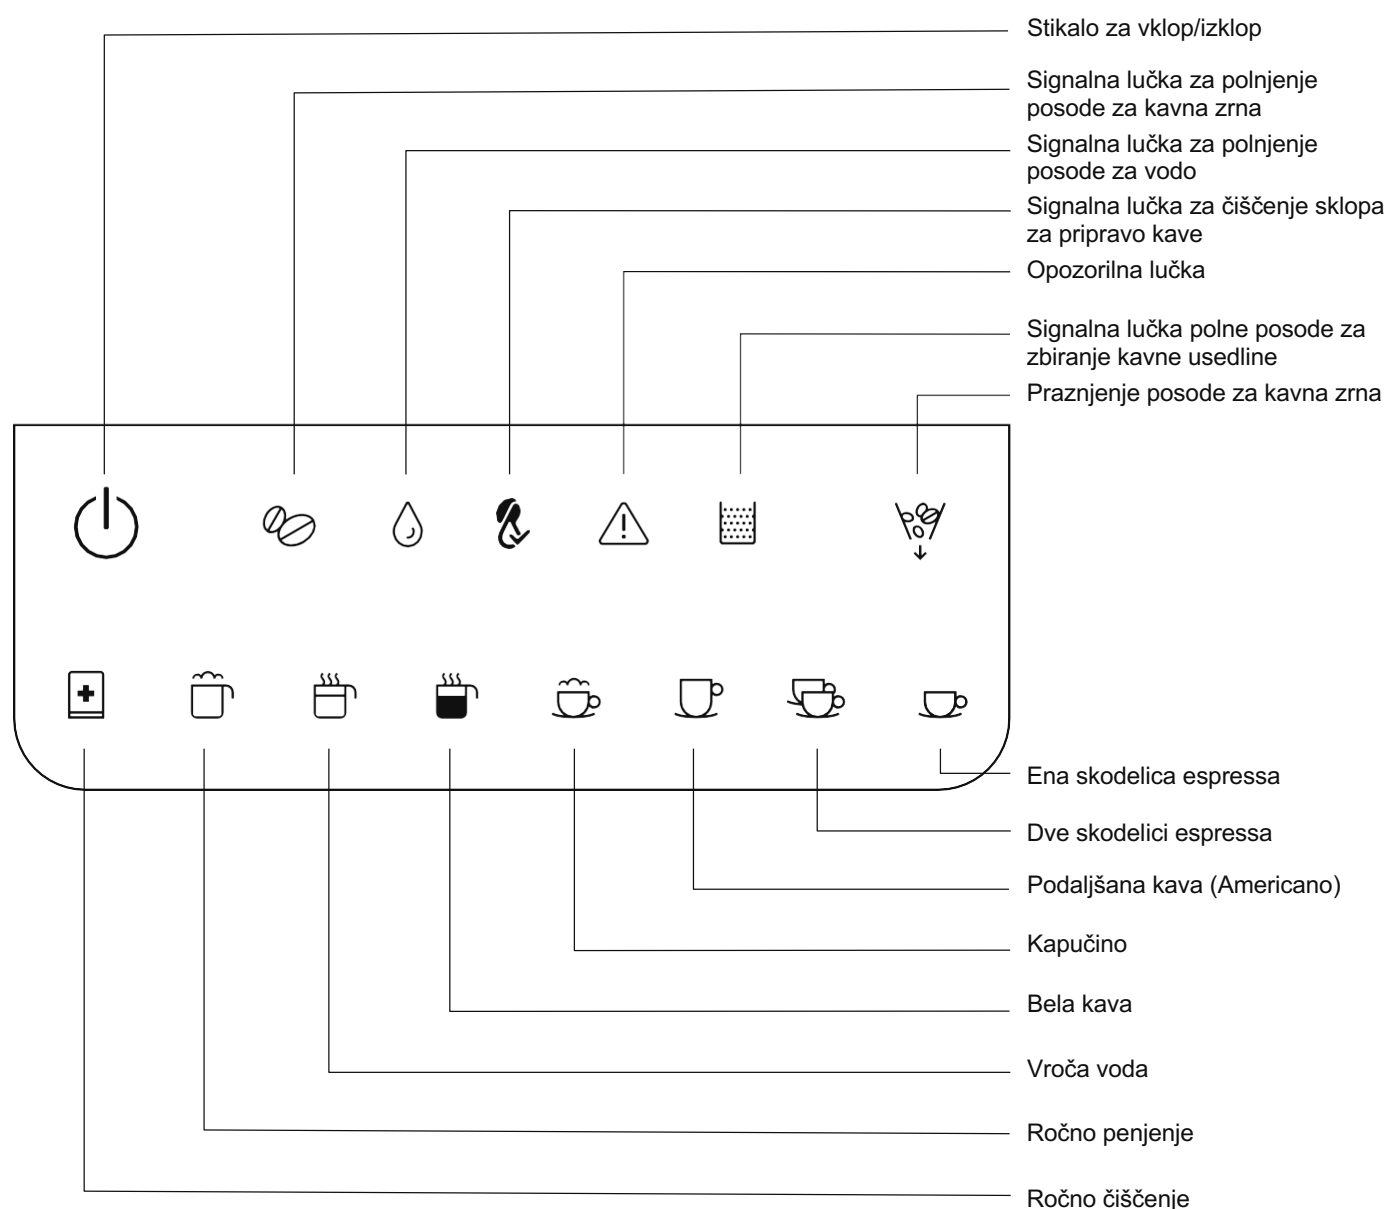 Stikalo za vklop/izklop
Signalna lučka za polnjenje
posode za kavna zrna
Signalna lučka za polnjenje
posode za vodo
Signalna lučka za čiščenje sklopa
za pripravo kave
Opozorilna lučka
Signalna lučka polne posode za
zbiranje kavne usedline
Praznjenje posode za kavna zrna
Ena skodelica espressa
Dve skodelici espressa
Podaljšana kava (Americano)
Kapučino
Bela kava
Vroča voda
Ročno penjenje
Ročno čiščenje